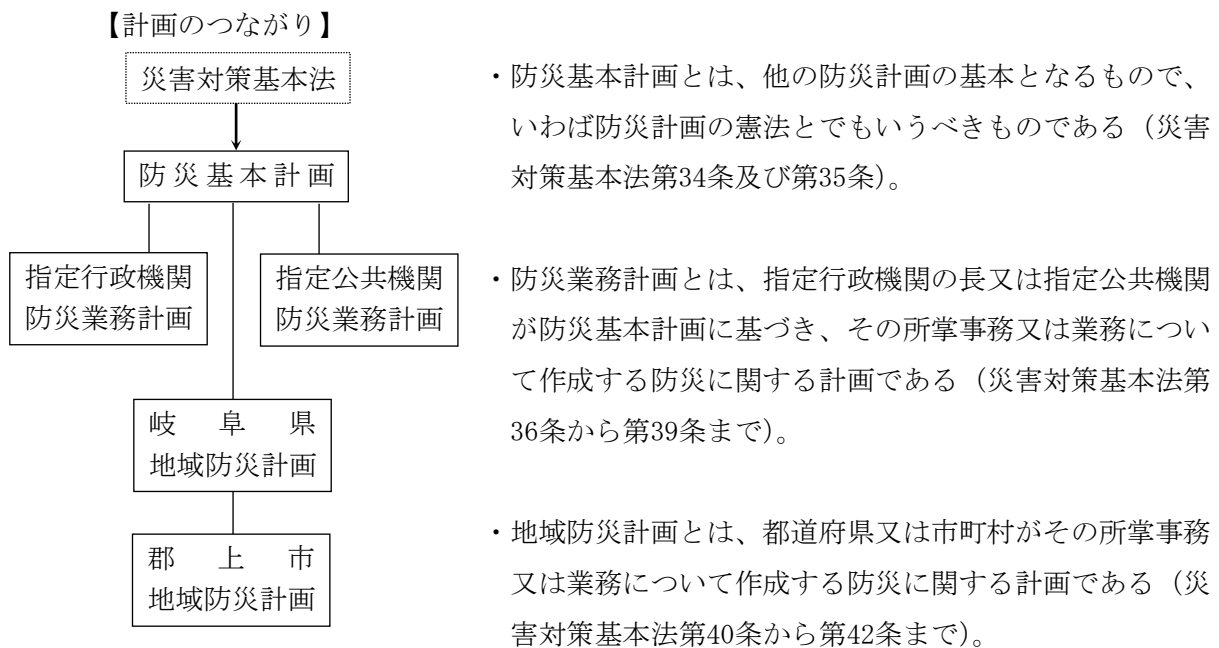 【計画のつながり】
災害対策基本法
防災基本計画
指定行政機関
防災業務計画
指定公共機関
防災業務計画
岐阜県
地域防災計画
郡上市
地域防災計画
・防災基本計画とは、他の防災計画の基本となるもので、
いわば防災計画の憲法とでもいうべきものである（災害
対策基本法第34条及び第35条）。
・防災業務計画とは、指定行政機関の長又は指定公共機関
が防災基本計画に基づき、その所掌事務又は業務につい
て作成する防災に関する計画である（災害対策基本法第
36条から第39条まで）。
・地域防災計画とは、都道府県又は市町村がその所掌事務
又は業務について作成する防災に関する計画である（災
害対策基本法第40条から第42条まで）。